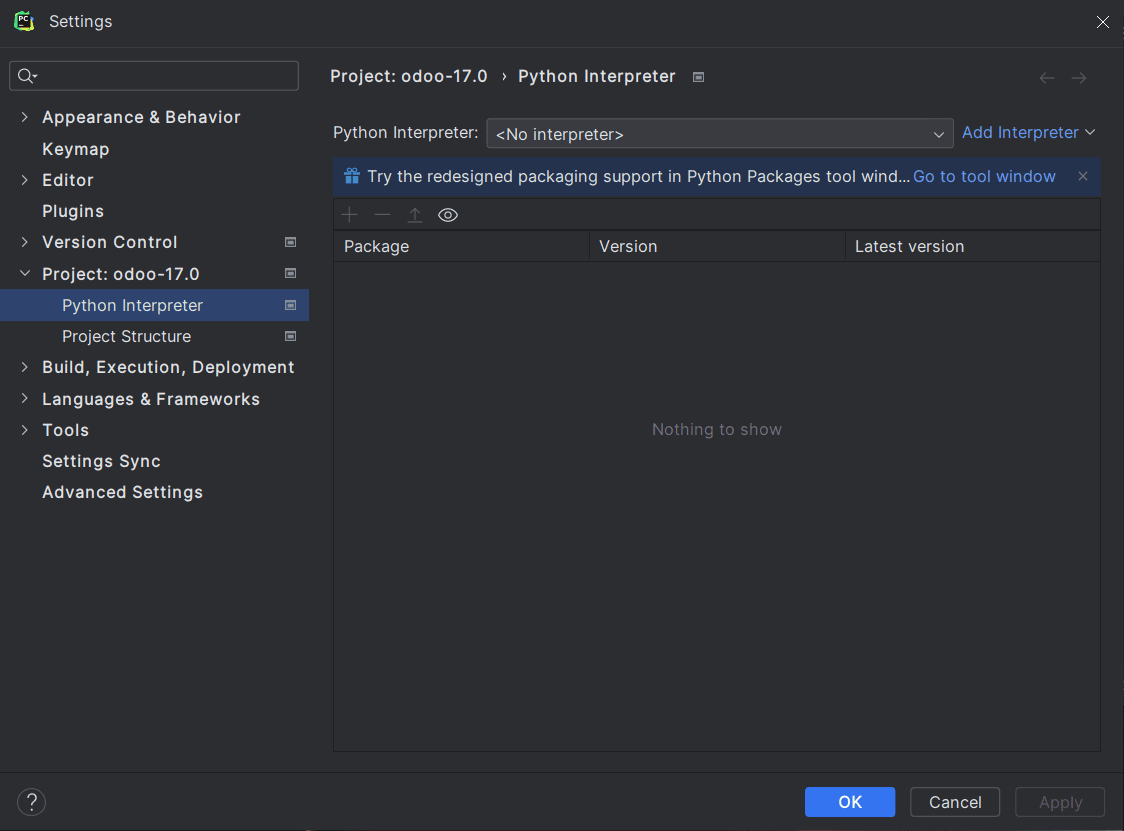 PC
Settings
Project: odoo-17.0 › Python Interpreter
Appearance & Behavior
Keymap
Editor
Plugins
Version Control
Project: odoo-17.0
Python Interpreter
Project Structure
Build, Execution, Deployment
Languages & Frameworks
Tools
Settings Sync
Advanced Settings
Python Interpreter: <No interpreter> Add Interpreter
Try the redesigned packaging support in Python Packages tool wind... Go to tool window
Package Version Latest version
Nothing to show
? OK Cancel Apply